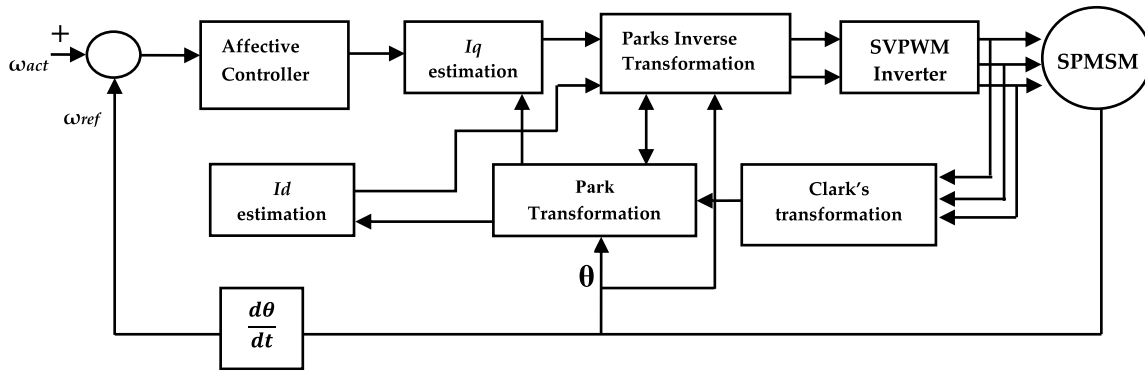 +
ωact
ωref
Affective
Controller
Iq
estimation
Parks Inverse
Transformation
SVPWM
Inverter
SPMSM
Id
estimation
Park
Transformation
Clark's
transformation
θ
dθ
dt